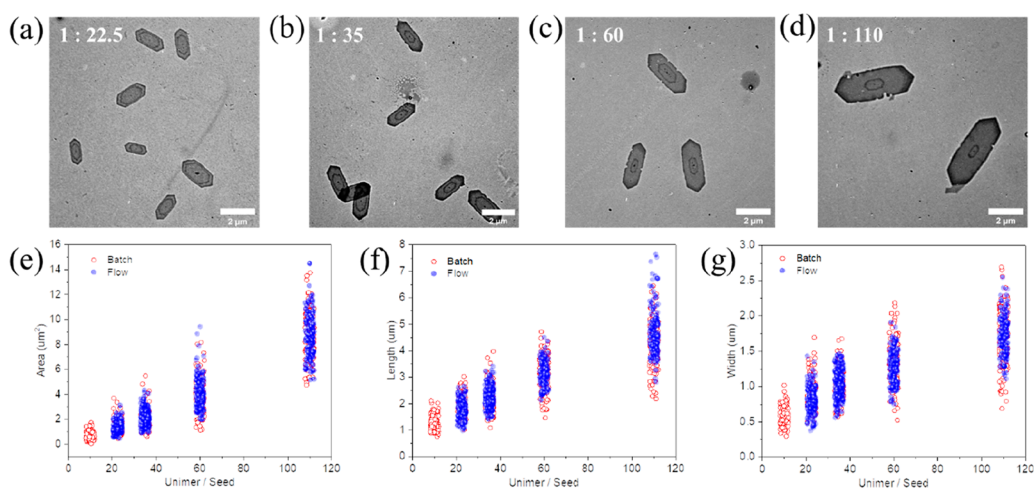 (a)
1 : 22.5
2 µm
(b)
1 : 35
2 µm
(c)
1 : 60
2 µm
(d)
1 : 110
2 µm
(e)
Batch
Flow
Area (um²)
16
14
12
10
8
6
4
2
0
0 20 40 60 80 100 120
Unimer / Seed
(f)
Batch
Flow
Length (um)
8
7
6
5
4
3
2
1
0
0 20 40 60 80 100 120
Unimer / Seed
(g)
Batch
Flow
Width (um)
3.0
2.5
2.0
1.5
1.0
0.5
0.0
0 20 40 60 80 100 120
Unimer / Seed